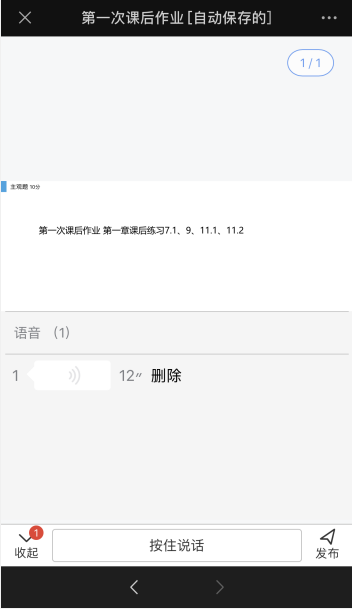 第一次课后作业[自动保存的]
1/1
主观题 10分
第一次课后作业 第一章课后练习7.1、9、11.1、11.2
语音 （1）
1 12″ 删除
1
收起
按住说话
发布